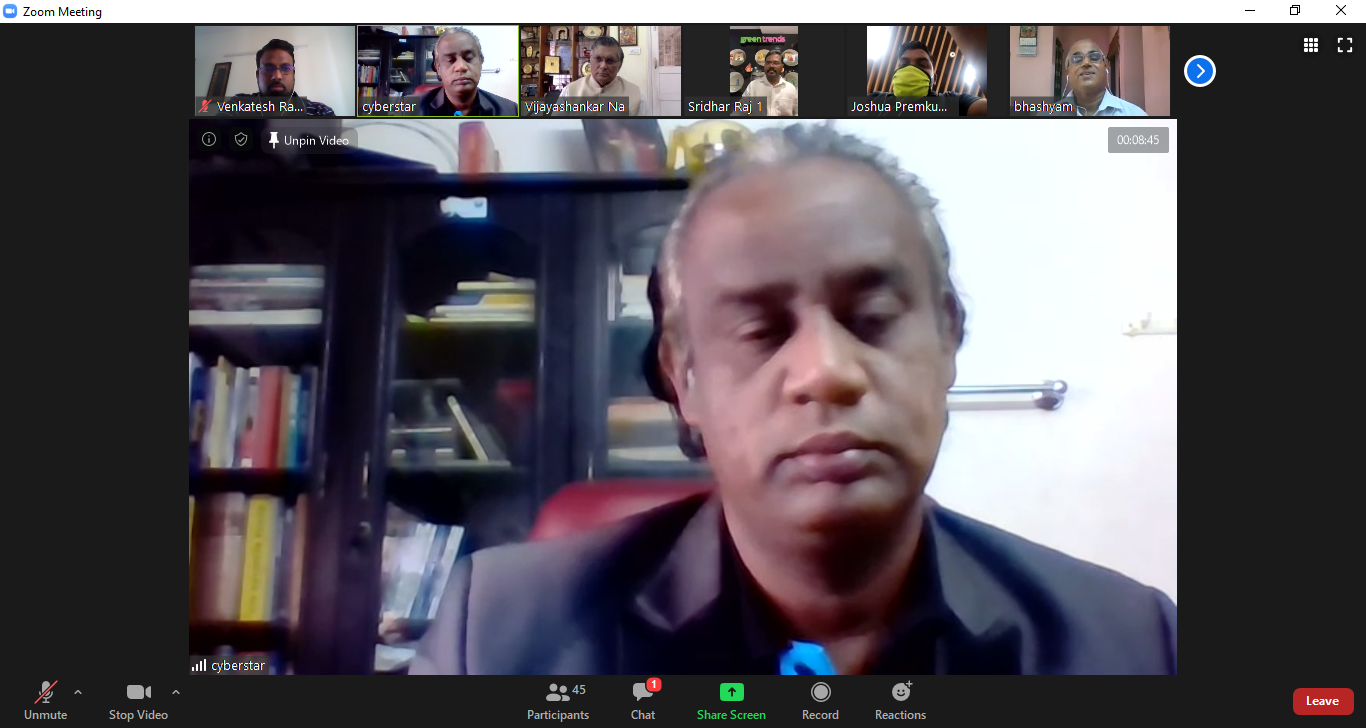 Zoom Meeting
green trends
Venkatesh Ra...
cyberstar
Vijayashankar Na
Sridhar Raj 1
Joshua Premku...
bhashyam
Unpin Video
00:08:45
cyberstar
Unmute
Stop Video
45
Participants
1
Chat
Share Screen
Record
Reactions
Leave